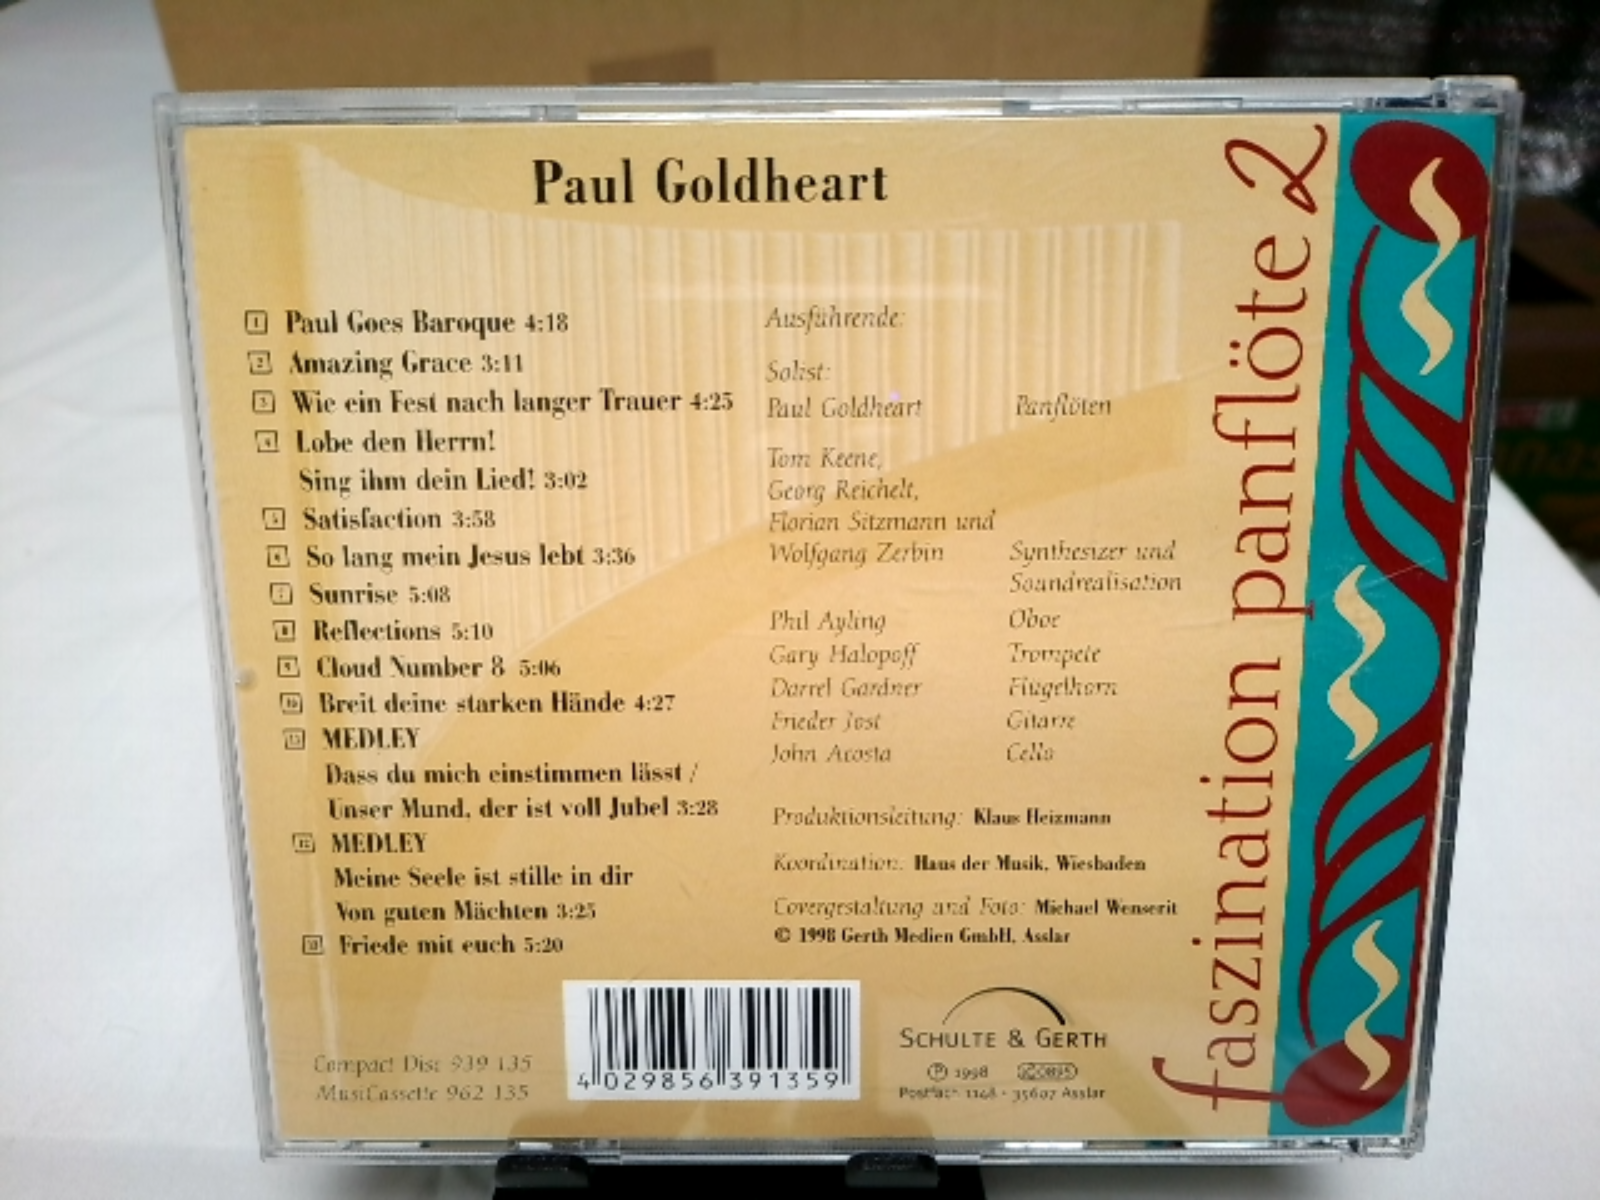 Paul Goldheart
1 Paul Goes Baroque 4:18
2 Amazing Grace 3:11
3 Wie ein Fest nach langer Trauer 4:25
4 Lobe den Herrn!
Sing ihm dein Lied! 3:02
5 Satisfaction 3:58
6 So lang mein Jesus lebt 3:36
7 Sunrise 5:08
8 Reflections 5:10
9 Cloud Number 8 5:06
10 Breit deine starken Hände 4:27
11 MEDLEY
Dass du mich einstimmen lässt /
Unser Mund, der ist voll Jubel 3:28
12 MEDLEY
Meine Seele ist stille in dir
Von guten Mächten 3:25
13 Friede mit euch 5:20
Ausführende:
Solist:
Paul Goldheart Panflöten
Tom Keene,
Georg Reichelt,
Florian Sitzmann und
Wolfgang Zerbin Synthesizer und
Soundrealisation
Phil Ayling Oboe
Gary Halopoff Trompete
Darrel Gardner Flügelhorn
Frieder Jost Gitarre
John Acosta Cello
Produktionsleitung: Klaus Heizmann
Koordination: Haus der Musik, Wiesbaden
Covergestaltung und Foto: Michael Wenserit
© 1998 Gerth Medien GmbH, Asslar
Compact Disc 939 135
MusiCassette 962 135
4 029856 391359
SCHULTE & GERTH
℗ 1998 LC 0895
Postfach 1148 · 35607 Asslar
faszination panflöte 2